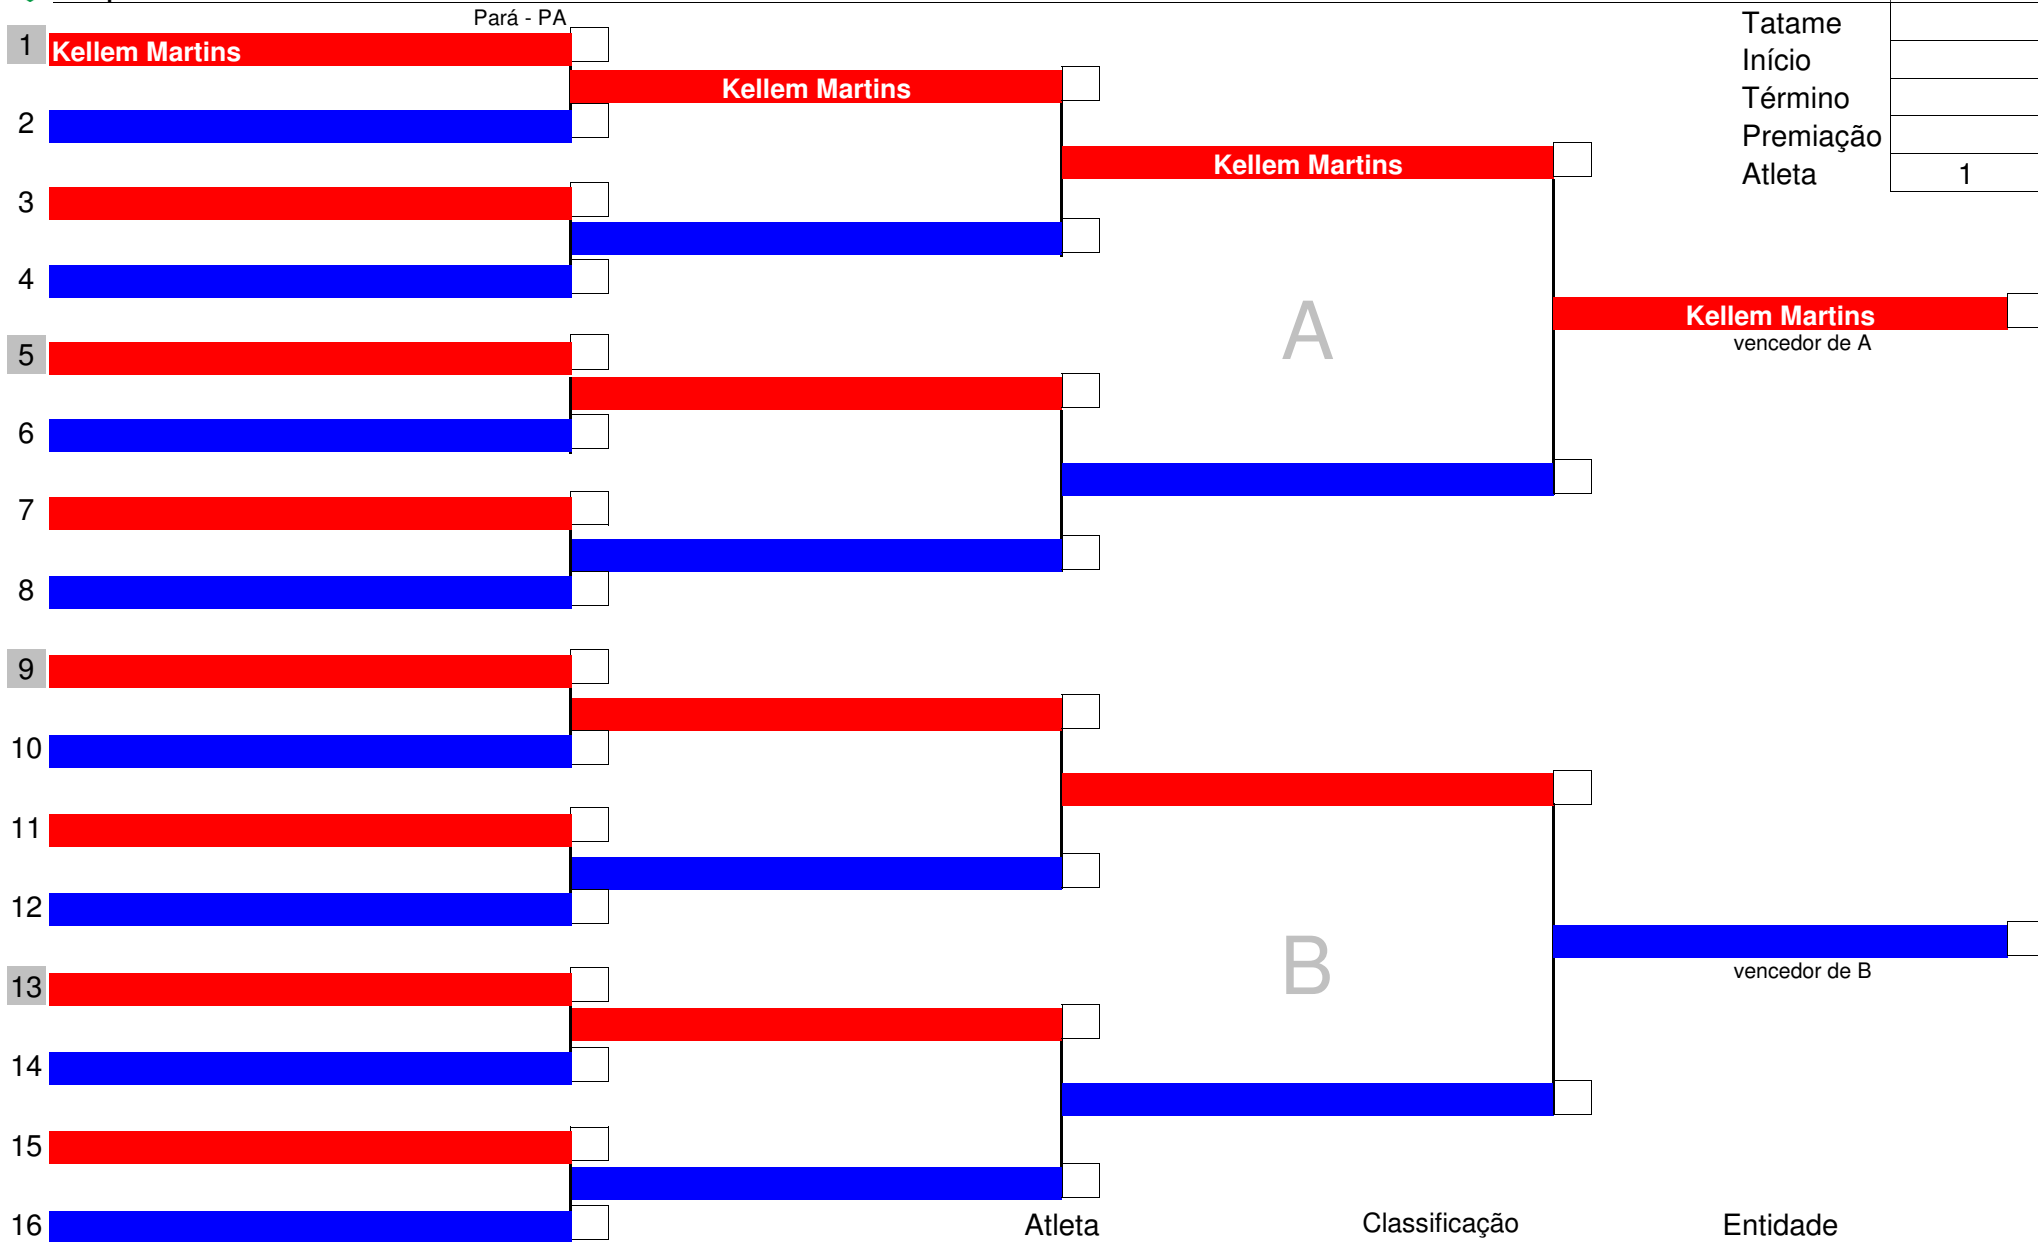 Pará - PA
Tatame
1
Kellem Martins
Início
Kellem Martins
Término
2
Premiação
Kellem Martins
Atleta 1
3
4
A
Kellem Martins
vencedor de A
5
6
7
8
9
10
11
12
B
vencedor de B
13
14
15
16
Atleta Classificação Entidade